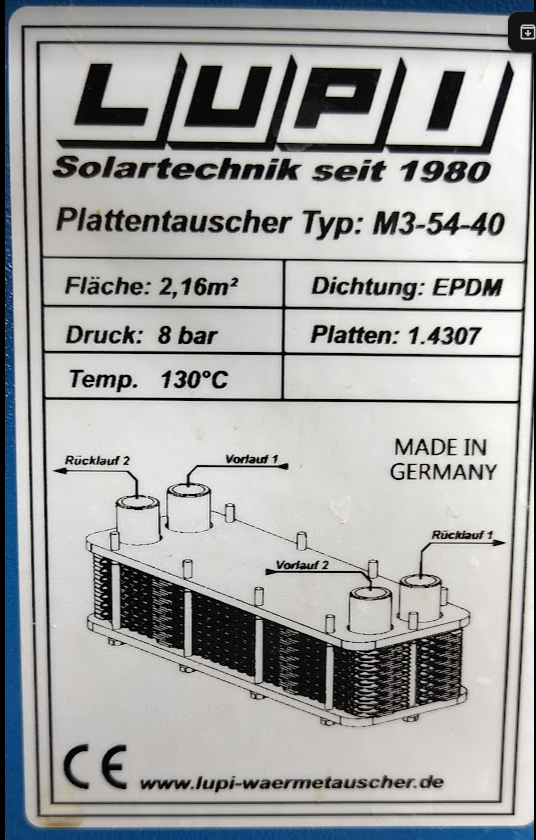 LUPI
Solartechnik seit 1980
Plattentauscher Typ: M3-54-40
Fläche: 2,16m²
Dichtung: EPDM
Druck: 8 bar
Platten: 1.4307
Temp. 130°C
MADE IN
GERMANY
Rücklauf 2
Vorlauf 1
Rücklauf 1
Vorlauf 2
CE www.lupi-waermetauscher.de